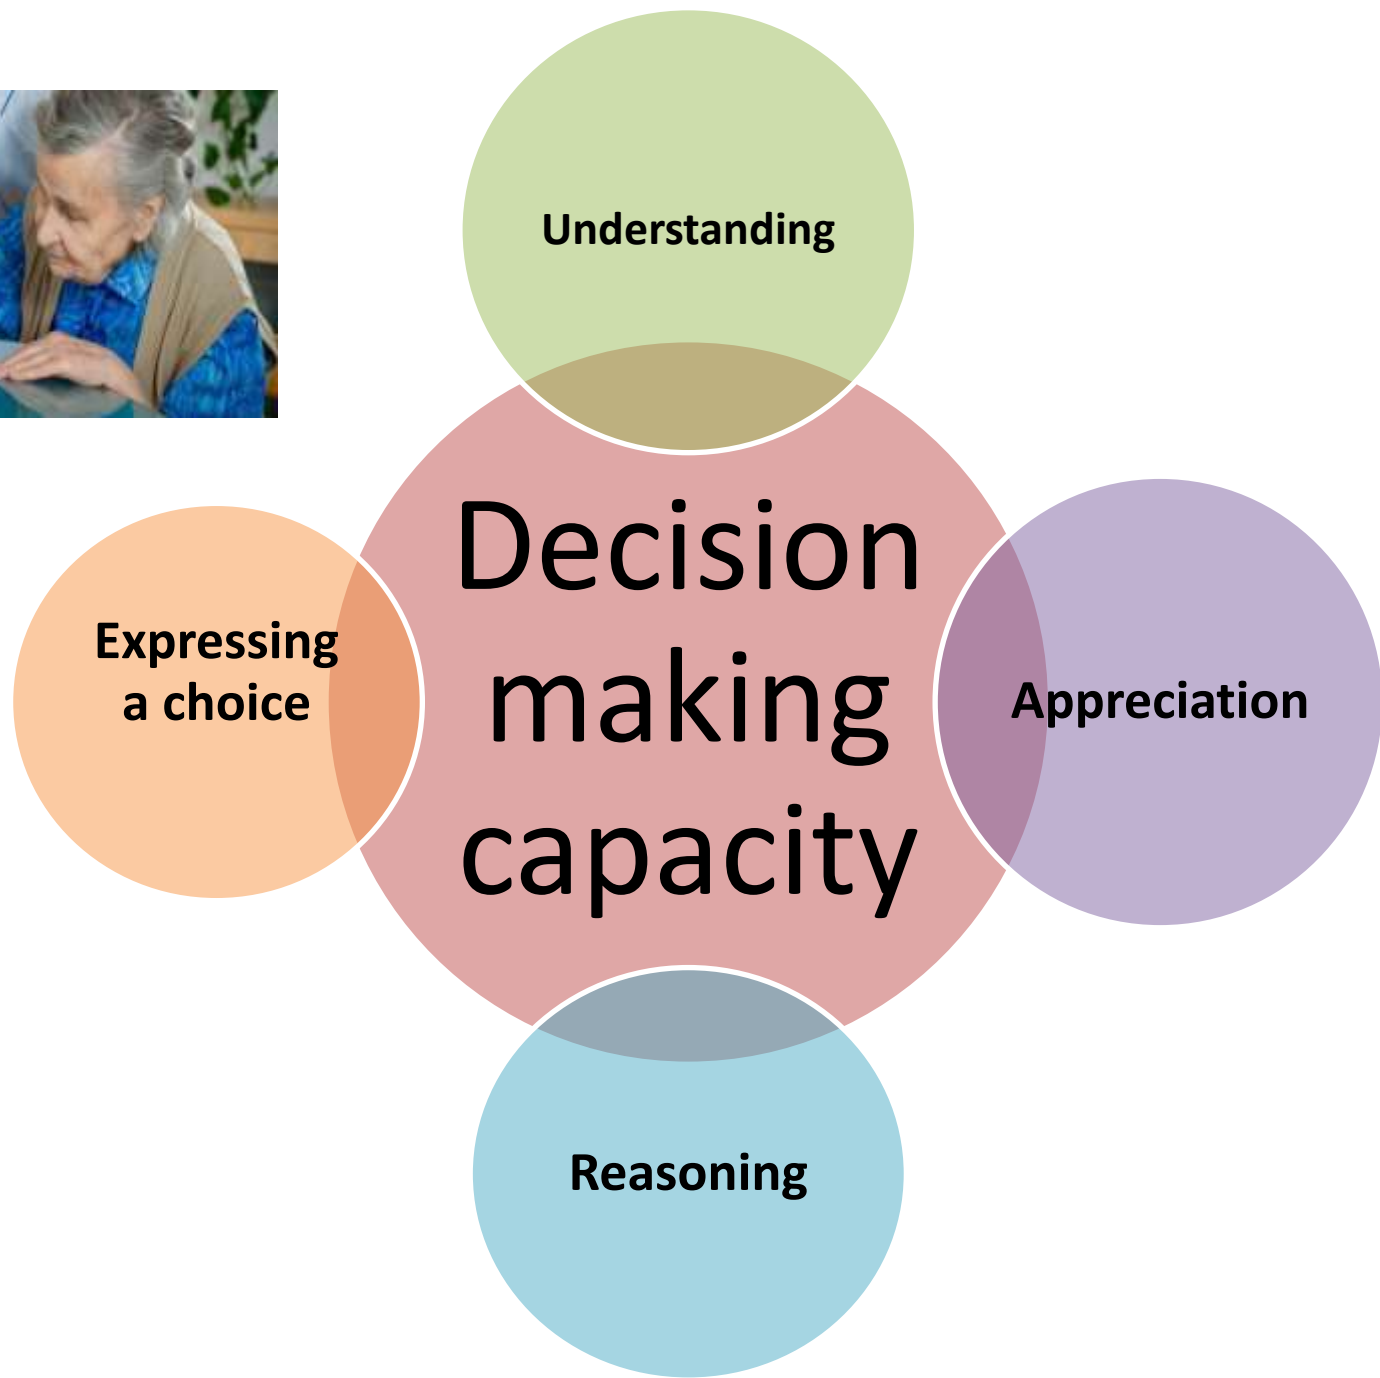 Understanding
Decision
making
capacity
Expressing
a choice
Appreciation
Reasoning